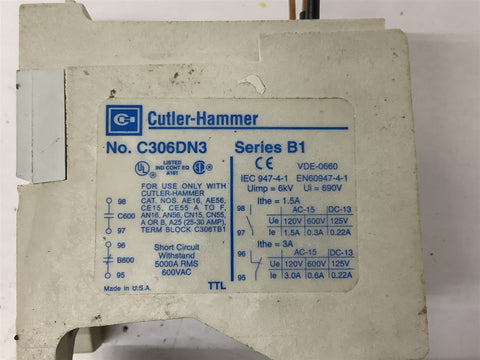 Cutler-Hammer
No. C306DN3 Series B1
UL LISTED
IND CONT EQ
A161
CE VDE-0660
IEC 947-4-1 EN60947-4-1
Uimp = 6kV Ui = 690V
FOR USE ONLY WITH
CUTLER-HAMMER
CAT. NOS. AE16, AE56,
CE15, CE55 A TO F,
AN16, AN56, CN15, CN55,
A OR B, A25 (25-30 AMP),
TERM BLOCK C306TB1
98
C600
97
96
B600
95
Short Circuit
Withstand
5000A RMS
600VAC
Made in U.S.A.
TTL
Ithe = 1.5A
98
97
AC-15 DC-13
Ue 120V 600V 125V
Ie 1.5A 0.3A 0.22A
Ithe = 3A
96
95
AC-15 DC-13
Ue 120V 600V 125V
Ie 3.0A 0.6A 0.22A